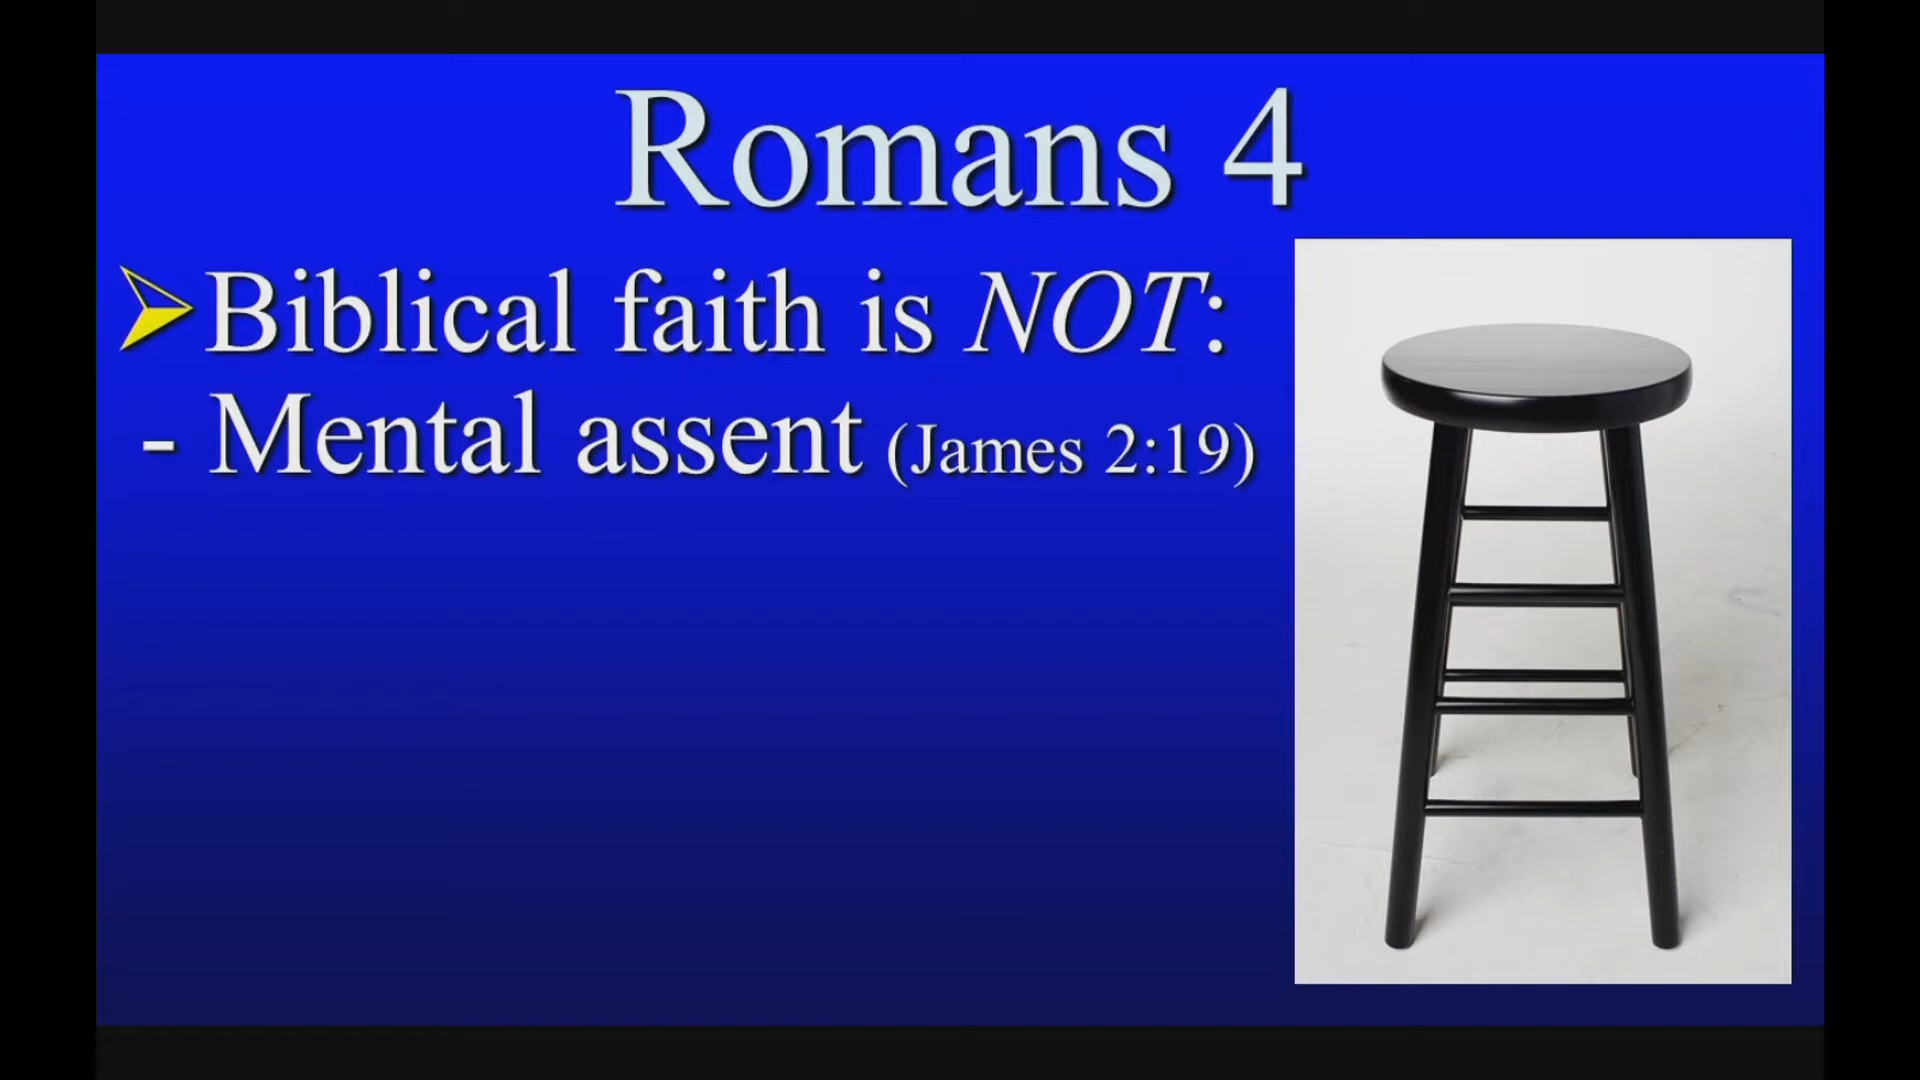 Romans 4
Biblical faith is NOT:
- Mental assent (James 2:19)